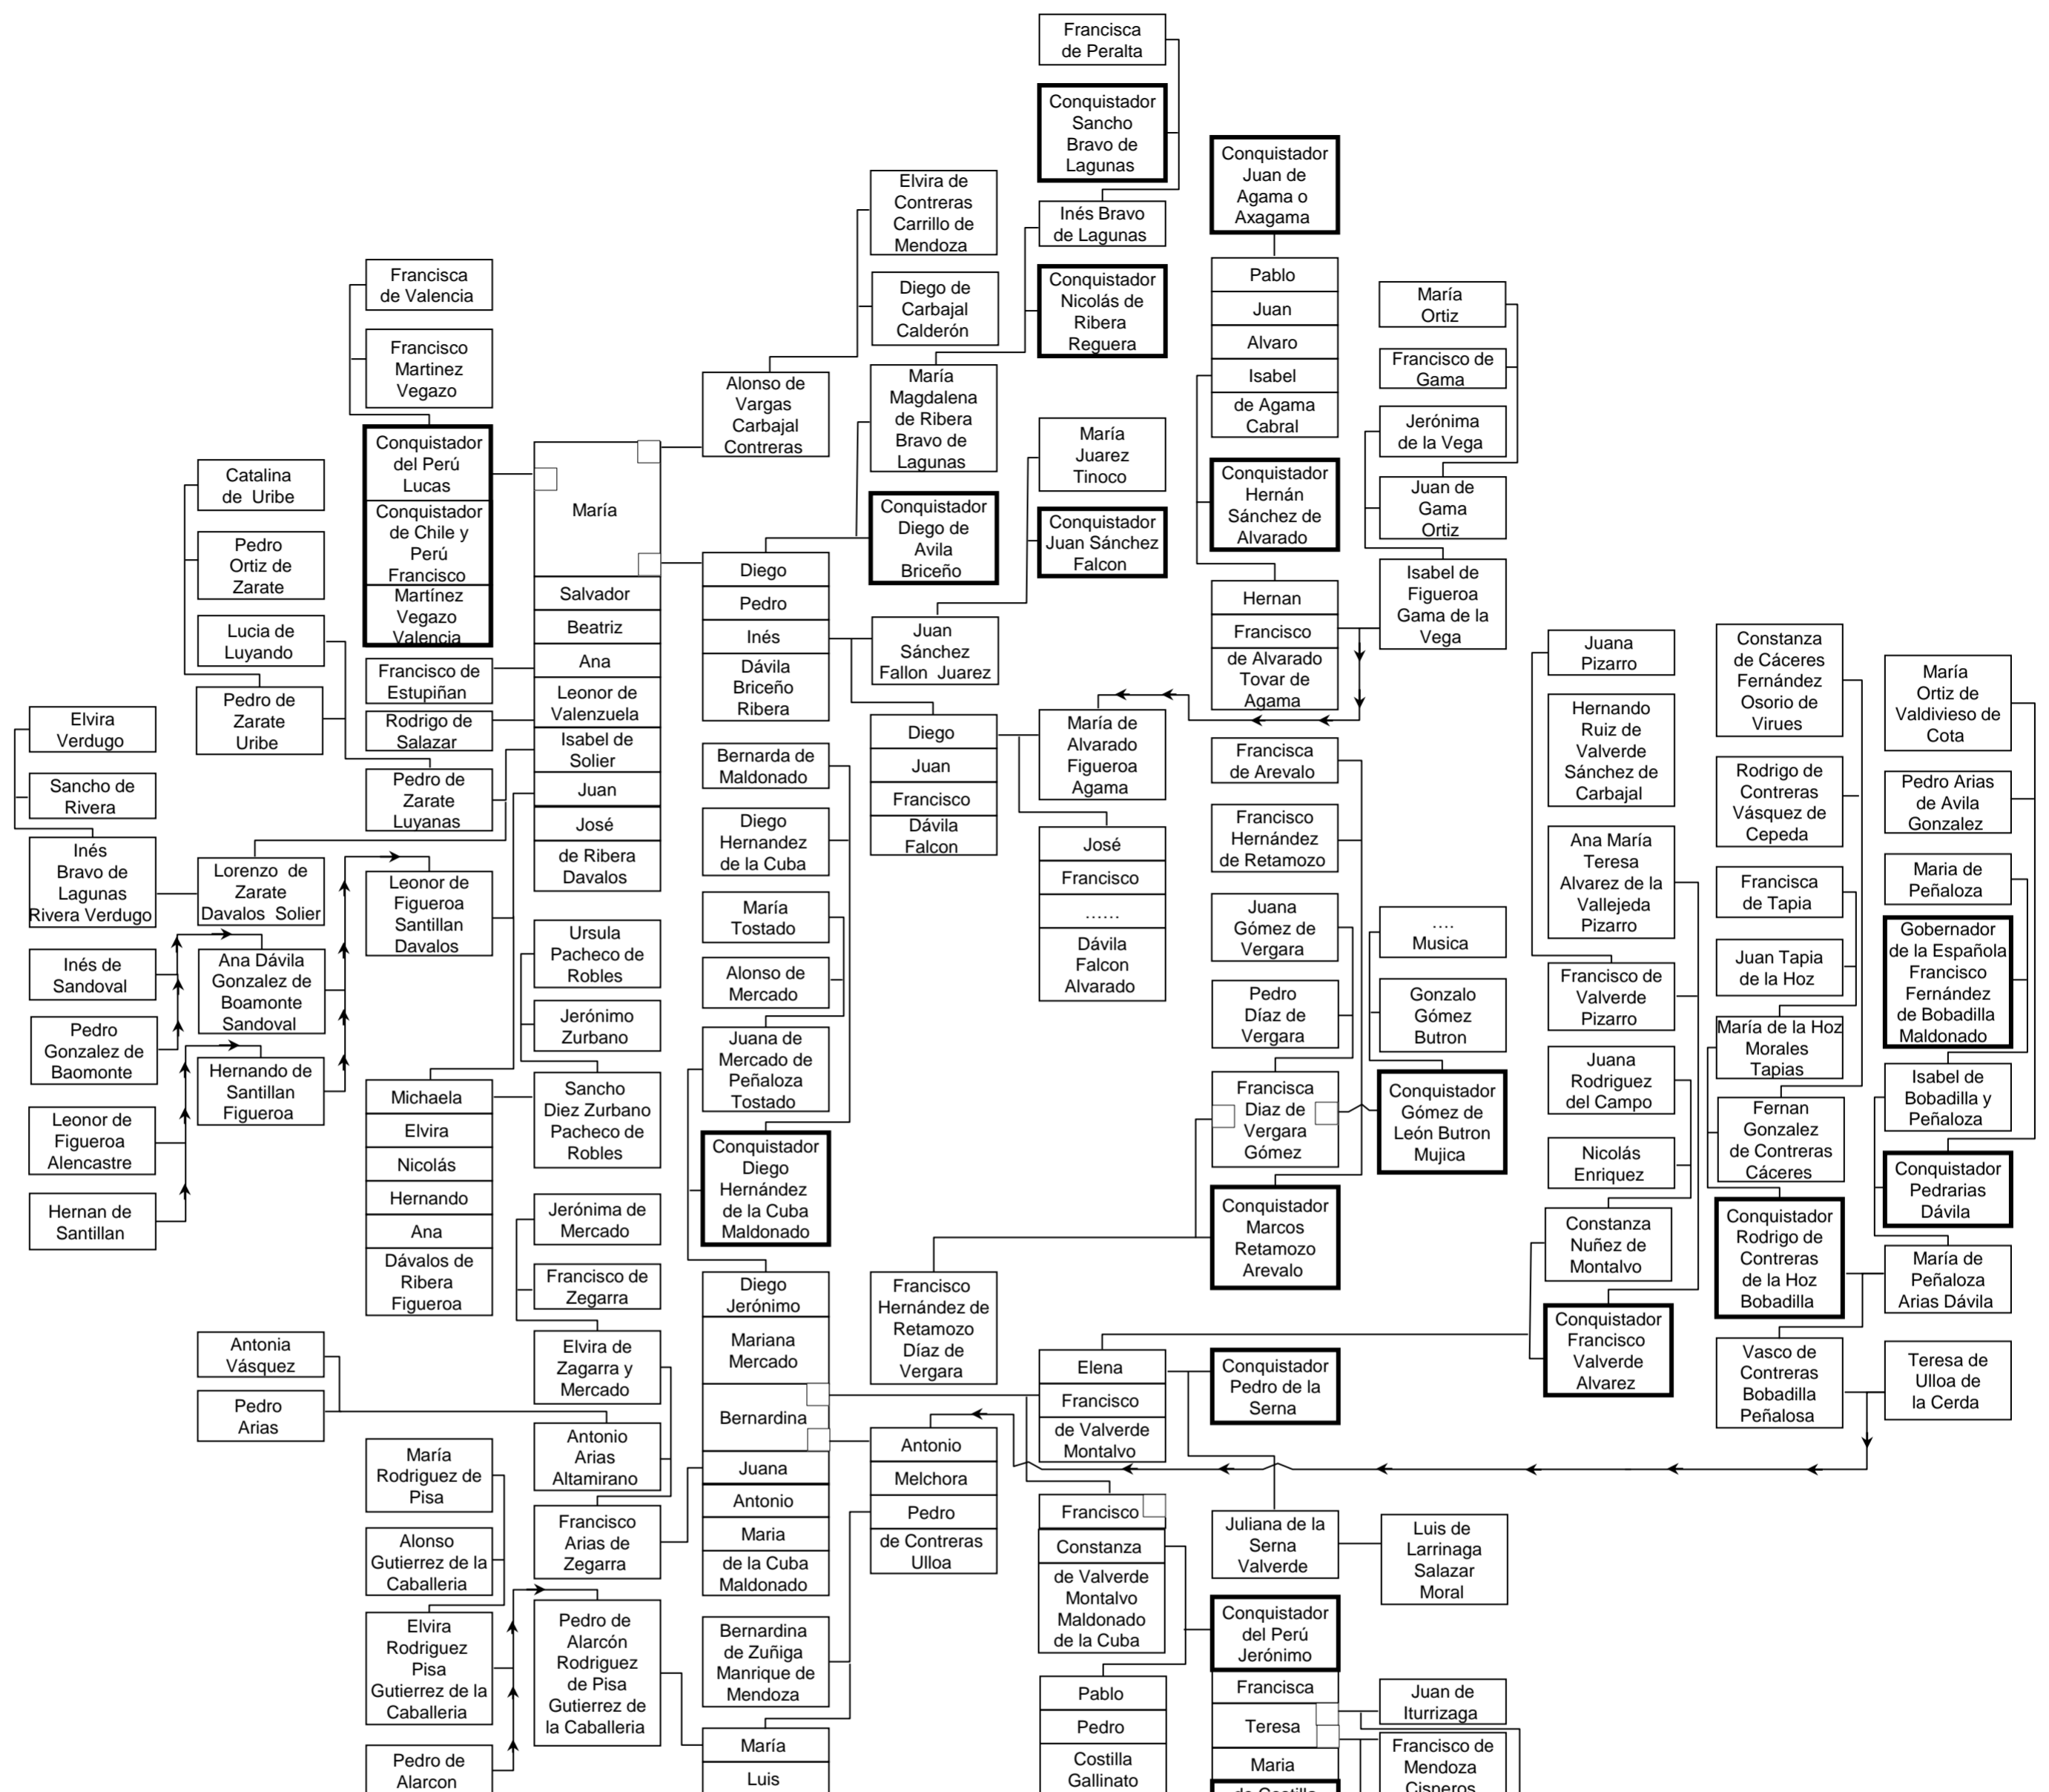 Francisca
de Peralta
Conquistador
Sancho
Bravo de
Lagunas
Conquistador
Juan de
Agama o
Axagama
Elvira de
Contreras
Carrillo de
Mendoza
Inés Bravo
de Lagunas
Francisca
de Valencia
Diego de
Carbajal
Calderón
Conquistador
Nicolás de
Ribera
Reguera
Pablo
Juan
Alvaro
Isabel
de Agama
Cabral
María
Ortiz
Francisco de
Gama
Jerónima
de la Vega
Francisco
Martinez
Vegazo
Alonso de
Vargas
Carbajal
Contreras
María
Magdalena
de Ribera
Bravo de
Lagunas
María
Juarez
Tinoco
Conquistador
Hernán
Sánchez de
Alvarado
Juan de
Gama
Ortiz
Conquistador
del Perú
Lucas
Conquistador
de Chile y
Perú
Francisco
Martínez
Vegazo
Valencia
Catalina
de Uribe
Pedro
Ortiz de
Zarate
Lucia de
Luyando
Pedro de
Zarate
Uribe
María
Salvador
Beatriz
Ana
Leonor de
Valenzuela
Isabel de
Solier
Juan
José
de Ribera
Davalos
Conquistador
Diego de
Avila
Briceño
Conquistador
Juan Sánchez
Falcon
Diego
Pedro
Inés
Dávila
Briceño
Ribera
Juan
Sánchez
Fallon Juarez
Hernan
Francisco
de Alvarado
Tovar de
Agama
Isabel de
Figueroa
Gama de la
Vega
Juana
Pizarro
Constanza
de Cáceres
Fernández
Osorio de
Virues
María
Ortiz de
Valdivieso de
Cota
Francisco de
Estupiñan
Rodrigo de
Salazar
Pedro de
Zarate
Luyanas
Elvira
Verdugo
Sancho de
Rivera
Inés
Bravo de
Lagunas
Rivera Verdugo
Lorenzo de
Zarate
Davalos Solier
Leonor de
Figueroa
Santillan
Davalos
Bernarda de
Maldonado
Diego
Hernandez
de la Cuba
María
Tostado
Alonso de
Mercado
Juana de
Mercado de
Peñaloza
Tostado
Conquistador
Diego
Hernández
de la Cuba
Maldonado
Diego
Juan
Francisco
Dávila
Falcon
María de
Alvarado
Figueroa
Agama
José
Francisco
......
Dávila
Falcon
Alvarado
Francisca
de Arevalo
Francisco
Hernández
de Retamozo
Juana
Gómez de
Vergara
Pedro
Díaz de
Vergara
Francisca
Diaz de
Vergara
Gómez
Conquistador
Marcos
Retamozo
Arevalo
....
Musica
Gonzalo
Gómez
Butron
Conquistador
Gómez de
León Butron
Mujica
Hernando
Ruiz de
Valverde
Sánchez de
Carbajal
Ana María
Teresa
Alvarez de la
Vallejeda
Pizarro
Francisco de
Valverde
Pizarro
Juana
Rodriguez
del Campo
Nicolás
Enriquez
Constanza
Nuñez de
Montalvo
Conquistador
Francisco
Valverde
Alvarez
Rodrigo de
Contreras
Vásquez de
Cepeda
Francisca
de Tapia
Juan Tapia
de la Hoz
María de la Hoz
Morales
Tapias
Fernan
Gonzalez
de Contreras
Cáceres
Conquistador
Rodrigo de
Contreras
de la Hoz
Bobadilla
Vasco de
Contreras
Bobadilla
Peñalosa
Pedro Arias
de Avila
Gonzalez
Maria de
Peñaloza
Gobernador
de la Española
Francisco
Fernández
de Bobadilla
Maldonado
Isabel de
Bobadilla y
Peñaloza
Conquistador
Pedrarias
Dávila
María de
Peñaloza
Arias Dávila
Teresa de
Ulloa de
la Cerda
Inés de
Sandoval
Pedro
Gonzalez de
Baomonte
Leonor de
Figueroa
Alencastre
Hernan de
Santillan
Ana Dávila
Gonzalez de
Boamonte
Sandoval
Hernando de
Santillan
Figueroa
Ursula
Pacheco de
Robles
Jerónimo
Zurbano
Sancho
Diez Zurbano
Pacheco de
Robles
Michaela
Elvira
Nicolás
Hernando
Ana
Dávalos de
Ribera
Figueroa
Jerónima de
Mercado
Francisco de
Zegarra
Elvira de
Zagarra y
Mercado
Antonio
Arias
Altamirano
Francisco
Arias de
Zegarra
Antonia
Vásquez
Pedro
Arias
María
Rodriguez de
Pisa
Alonso
Gutierrez de la
Caballeria
Elvira
Rodriguez
Pisa
Gutierrez de la
Caballeria
Pedro de
Alarcon
Pedro de
Alarcón
Rodriguez
de Pisa
Gutierrez de
la Caballeria
Diego
Jerónimo
Mariana
Mercado
Bernardina
Juana
Antonio
Maria
de la Cuba
Maldonado
Bernardina
de Zuñiga
Manrique de
Mendoza
María
Luis
Francisco
Hernández de
Retamozo
Díaz de
Vergara
Antonio
Melchora
Pedro
de Contreras
Ulloa
Elena
Francisco
de Valverde
Montalvo
Conquistador
Pedro de la
Serna
Francisco
Constanza
de Valverde
Montalvo
Maldonado
de la Cuba
Juliana de la
Serna
Valverde
Luis de
Larrinaga
Salazar
Moral
Conquistador
del Perú
Jerónimo
Francisca
Teresa
Maria
de Costilla
Pablo
Pedro
Costilla
Gallinato
Juan de
Iturrizaga
Francisco de
Mendoza
Cisneros